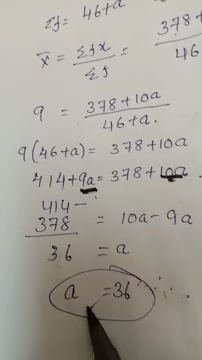 Σf = 46+a
x̄ = Σfx/Σf = 378+/46
9 = 378+10a/46+a.
9(46+a) = 378+10a
414+9a = 378+10a.
414-
378 = 10a-9a
36 = a
a = 36